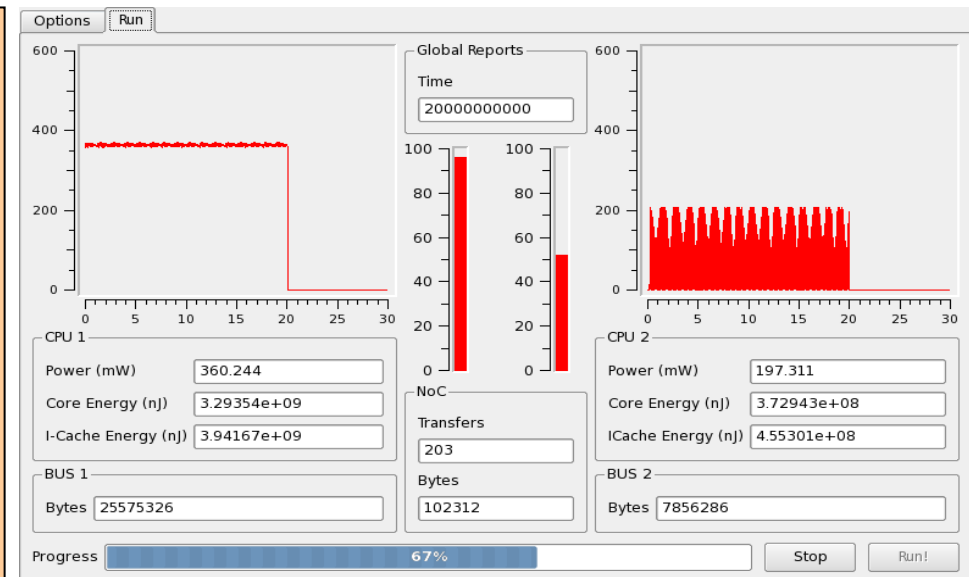 Options Run
600
400
200
0
0 5 10 15 20 25 30
Global Reports
Time
20000000000
100
80
60
40
20
0
100
80
60
40
20
0
600
400
200
0
0 5 10 15 20 25 30
CPU 1
Power (mW) 360.244
Core Energy (nJ) 3.29354e+09
I-Cache Energy (nJ) 3.94167e+09
BUS 1
Bytes 25575326
NoC
Transfers
203
Bytes
102312
CPU 2
Power (mW) 197.311
Core Energy (nJ) 3.72943e+08
ICache Energy (nJ) 4.55301e+08
BUS 2
Bytes 7856286
Progress 67% Stop Run!